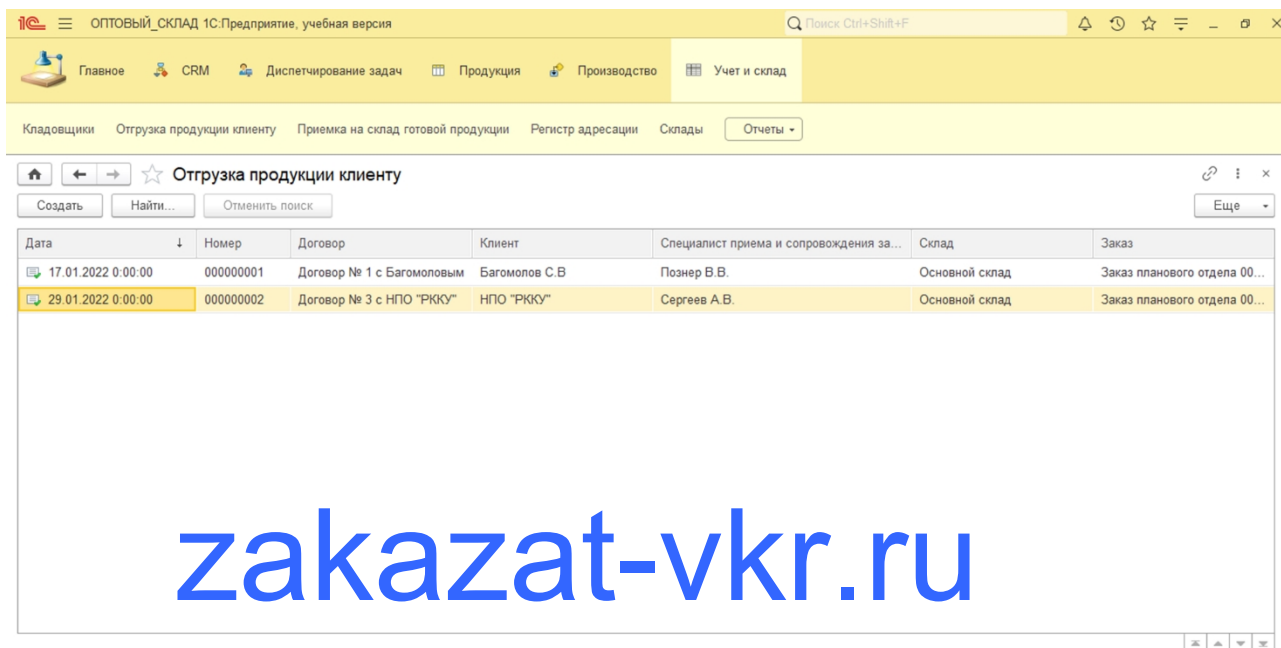 1С ОПТОВЫЙ_СКЛАД 1С:Предприятие, учебная версия Поиск Ctrl+Shift+F
Главное CRM Диспетчирование задач Продукция Производство Учет и склад
Кладовщики Отгрузка продукции клиенту Приемка на склад готовой продукции Регистр адресации Склады Отчеты
Отгрузка продукции клиенту
Создать Найти... Отменить поиск Еще
Дата Номер Договор Клиент Специалист приема и сопровождения за... Склад Заказ
17.01.2022 0:00:00 000000001 Договор № 1 с Багомоловым Багомолов С.В Познер В.В. Основной склад Заказ планового отдела 00...
29.01.2022 0:00:00 000000002 Договор № 3 с НПО "РККУ" НПО "РККУ" Сергеев А.В. Основной склад Заказ планового отдела 00...
zakazat-vkr.ru